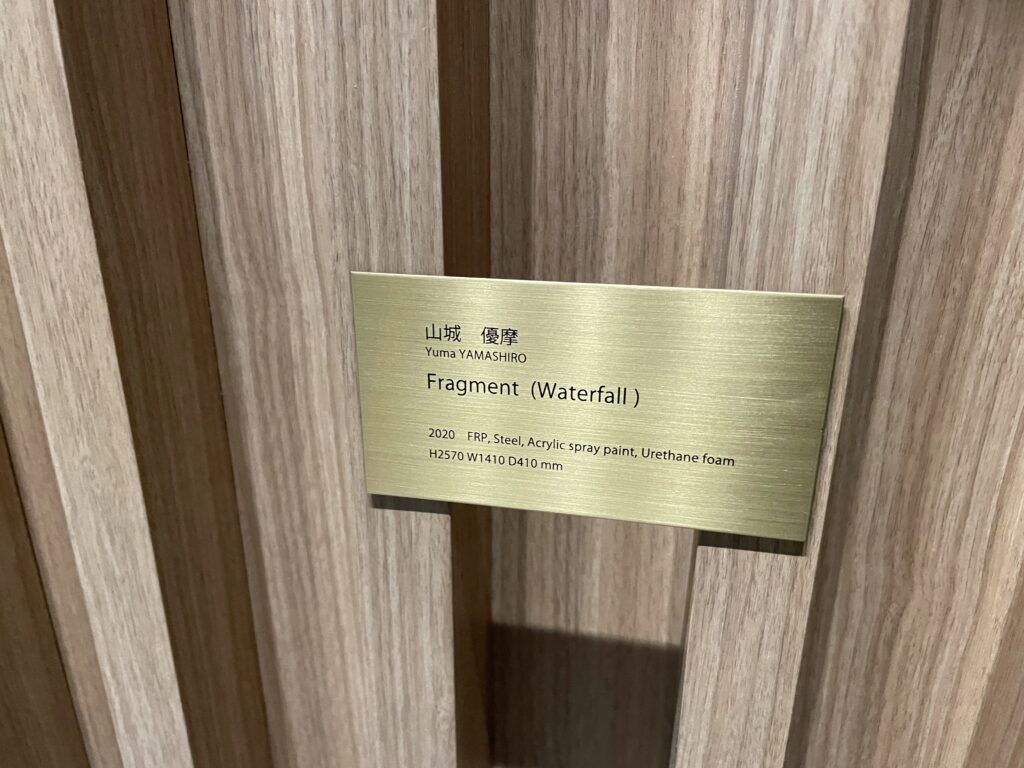 山城　優摩
Yuma YAMASHIRO
Fragment (Waterfall )
2020　FRP, Steel, Acrylic spray paint, Urethane foam
H2570 W1410 D410 mm